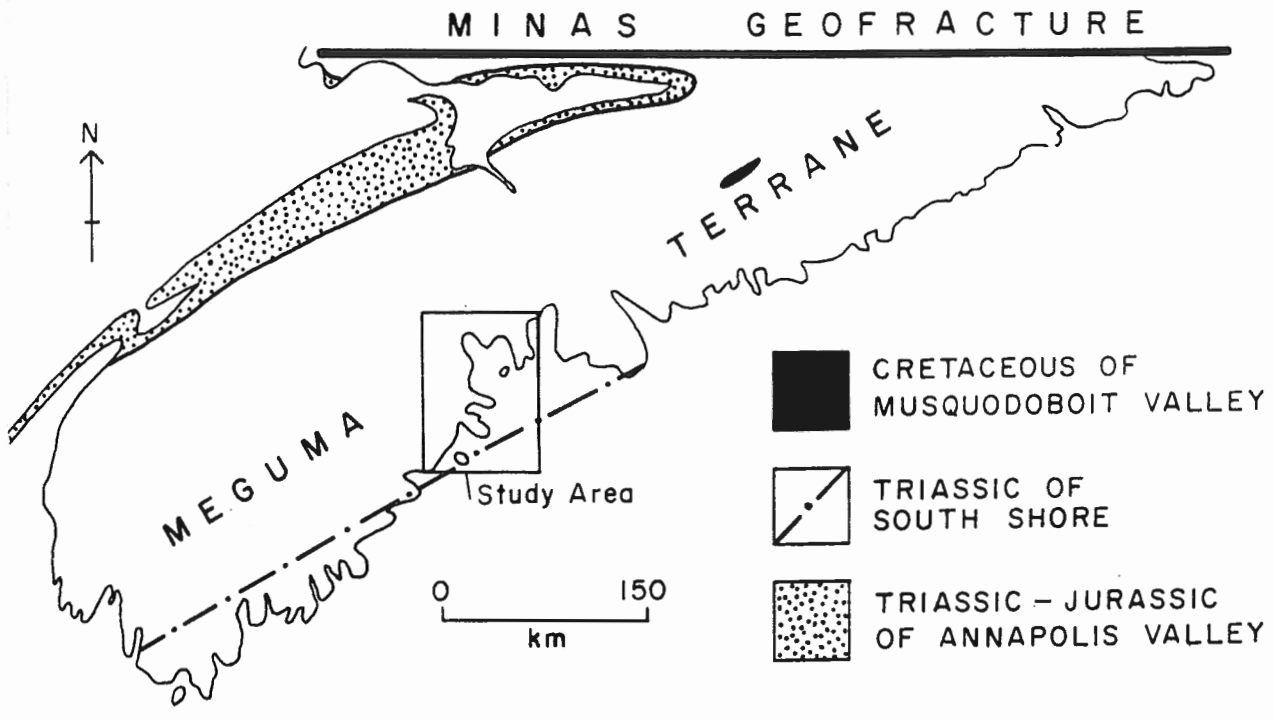 MINAS GEOFRACTURE
N
MEGUMA TERRANE
Study Area
0 150
km
CRETACEOUS OF
MUSQUODOBOIT VALLEY
TRIASSIC OF
SOUTH SHORE
TRIASSIC – JURASSIC
OF ANNAPOLIS VALLEY